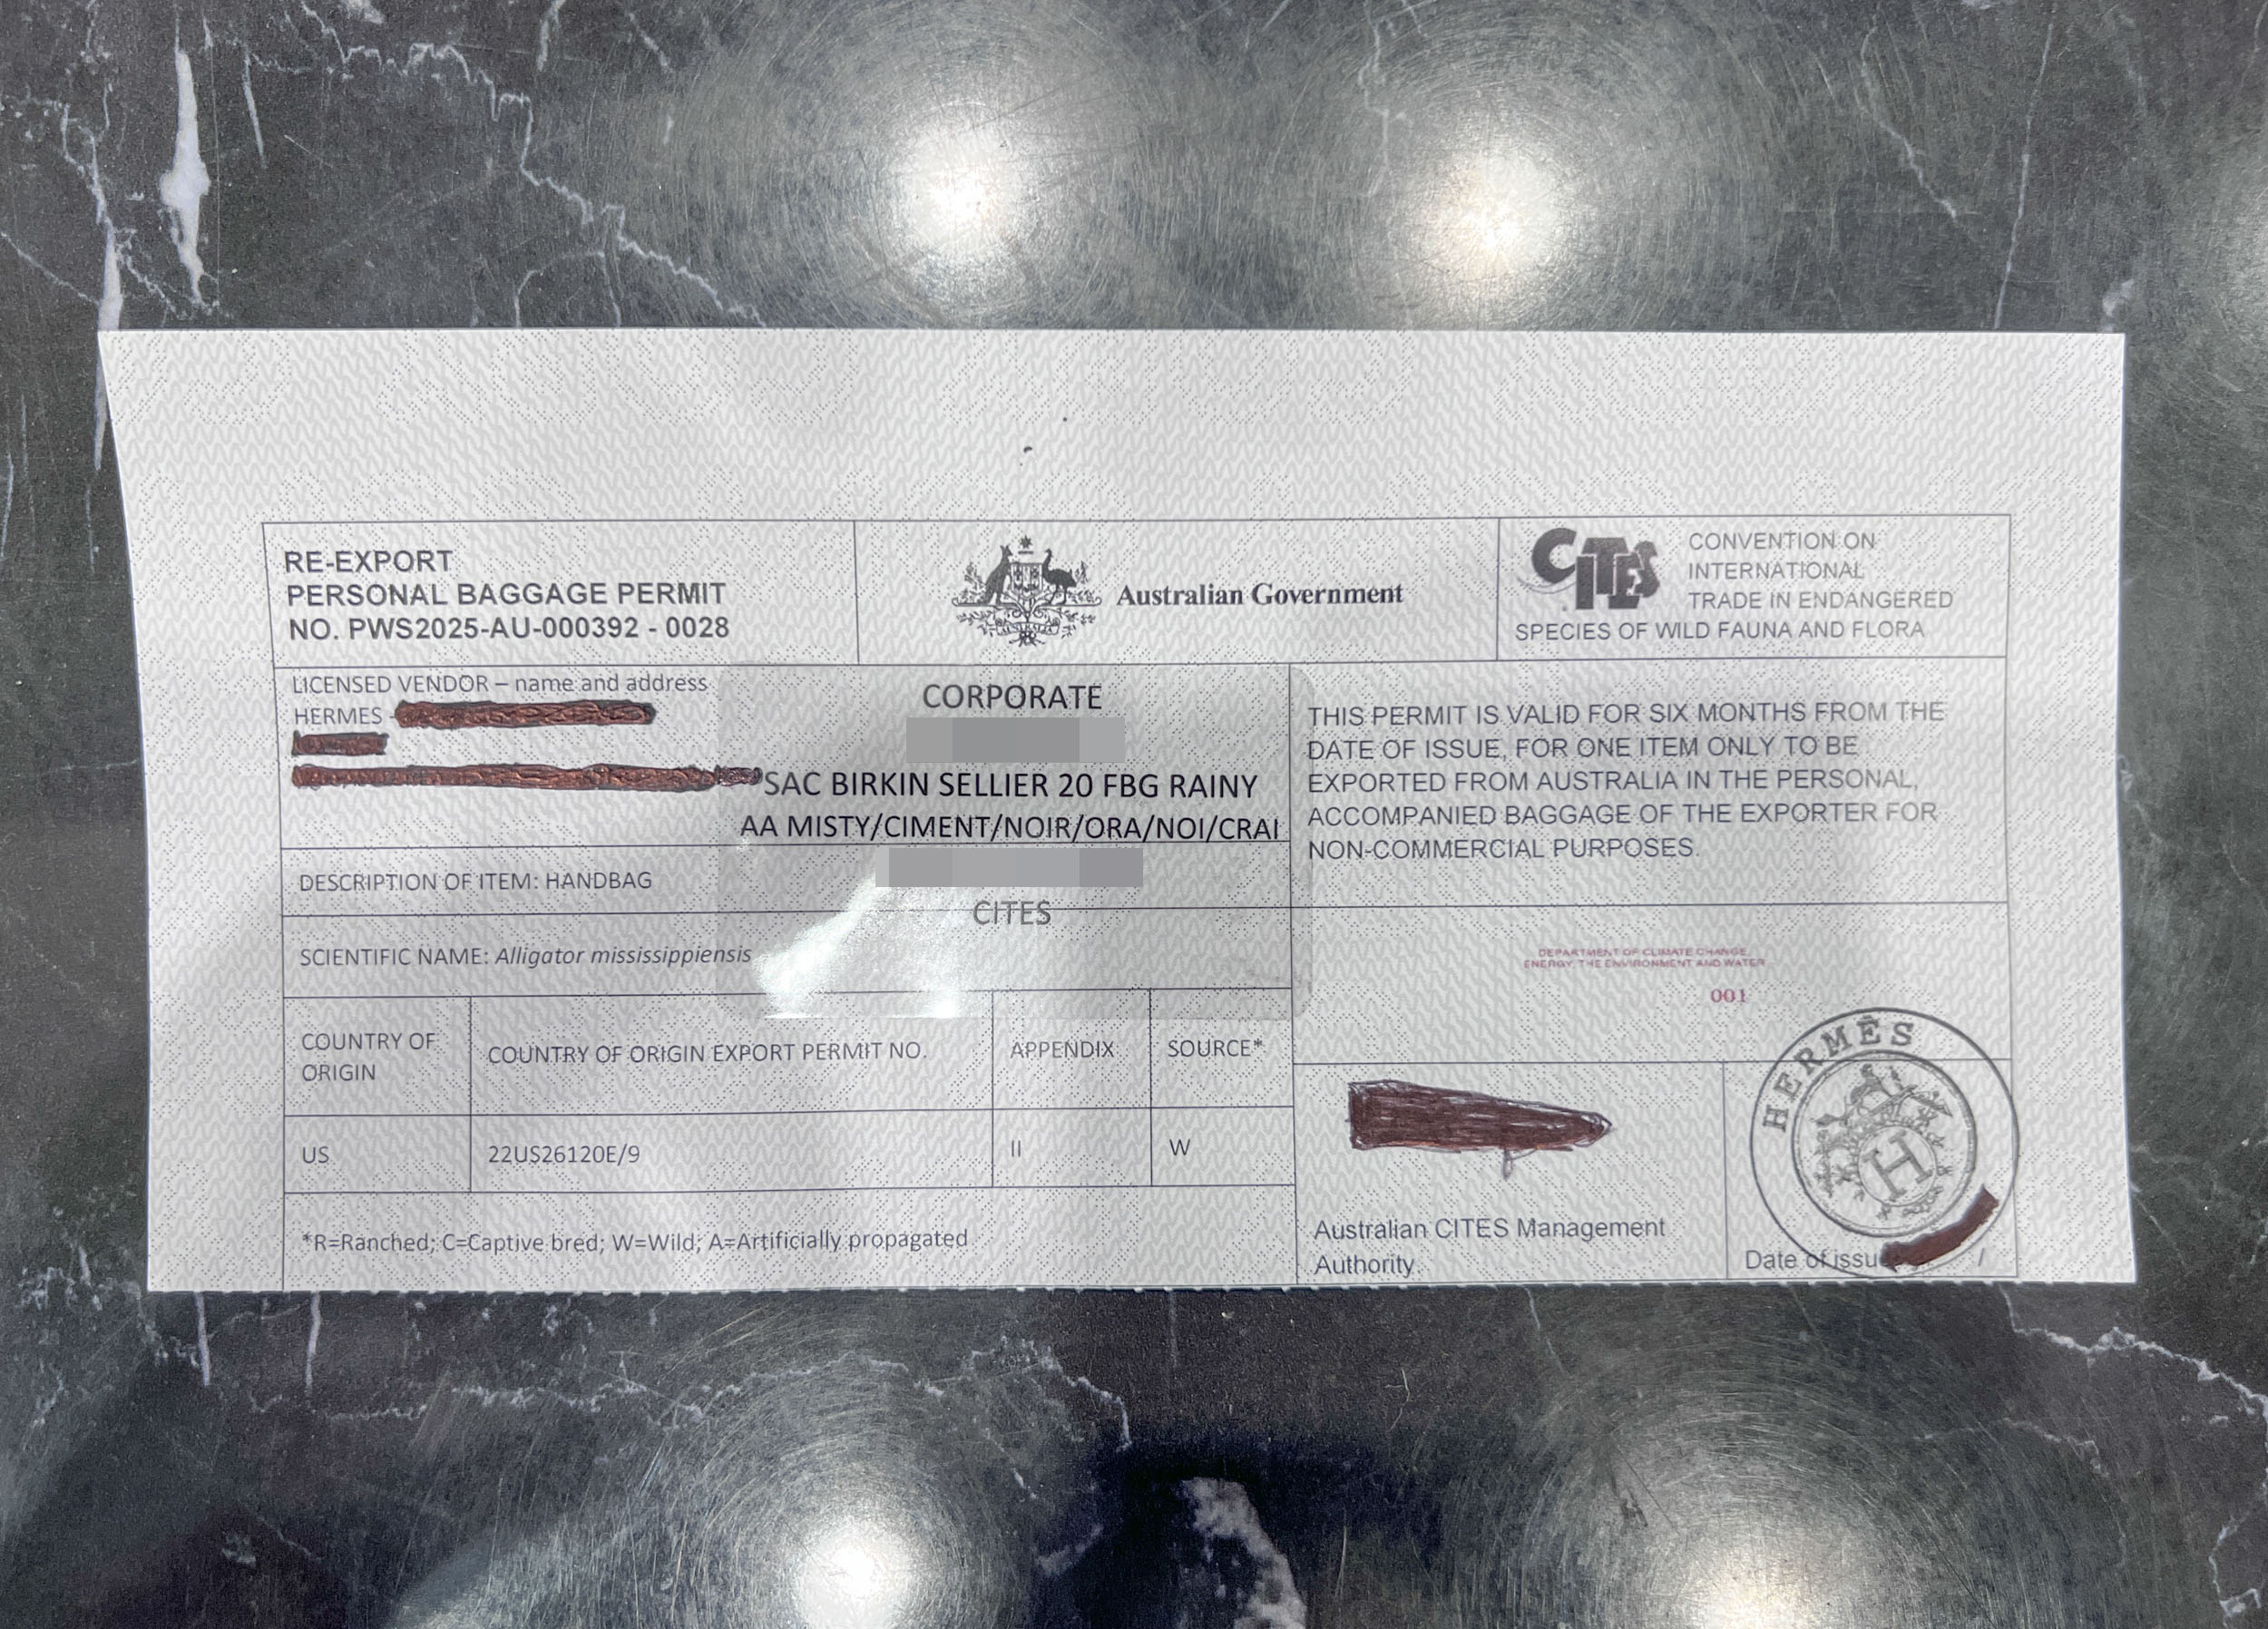 RE-EXPORT
PERSONAL BAGGAGE PERMIT
NO. PWS2025-AU-000392 - 0028
Australian Government
CITES
CONVENTION ON
INTERNATIONAL
TRADE IN ENDANGERED
SPECIES OF WILD FAUNA AND FLORA
LICENSED VENDOR – name and address
HERMES -
CORPORATE
SAC BIRKIN SELLIER 20 FBG RAINY
AA MISTY/CIMENT/NOIR/ORA/NOI/CRAI
CITES
THIS PERMIT IS VALID FOR SIX MONTHS FROM THE
DATE OF ISSUE, FOR ONE ITEM ONLY TO BE
EXPORTED FROM AUSTRALIA IN THE PERSONAL,
ACCOMPANIED BAGGAGE OF THE EXPORTER FOR
NON-COMMERCIAL PURPOSES.
DESCRIPTION OF ITEM: HANDBAG
SCIENTIFIC NAME: Alligator mississippiensis
DEPARTMENT OF CLIMATE CHANGE,
ENERGY, THE ENVIRONMENT AND WATER
001
COUNTRY OF
ORIGIN
COUNTRY OF ORIGIN EXPORT PERMIT NO.
APPENDIX
SOURCE*
US
22US26120E/9
II
W
*R=Ranched; C=Captive bred; W=Wild; A=Artificially propagated
Australian CITES Management
Authority
HERMÈS
H
Date of issue /